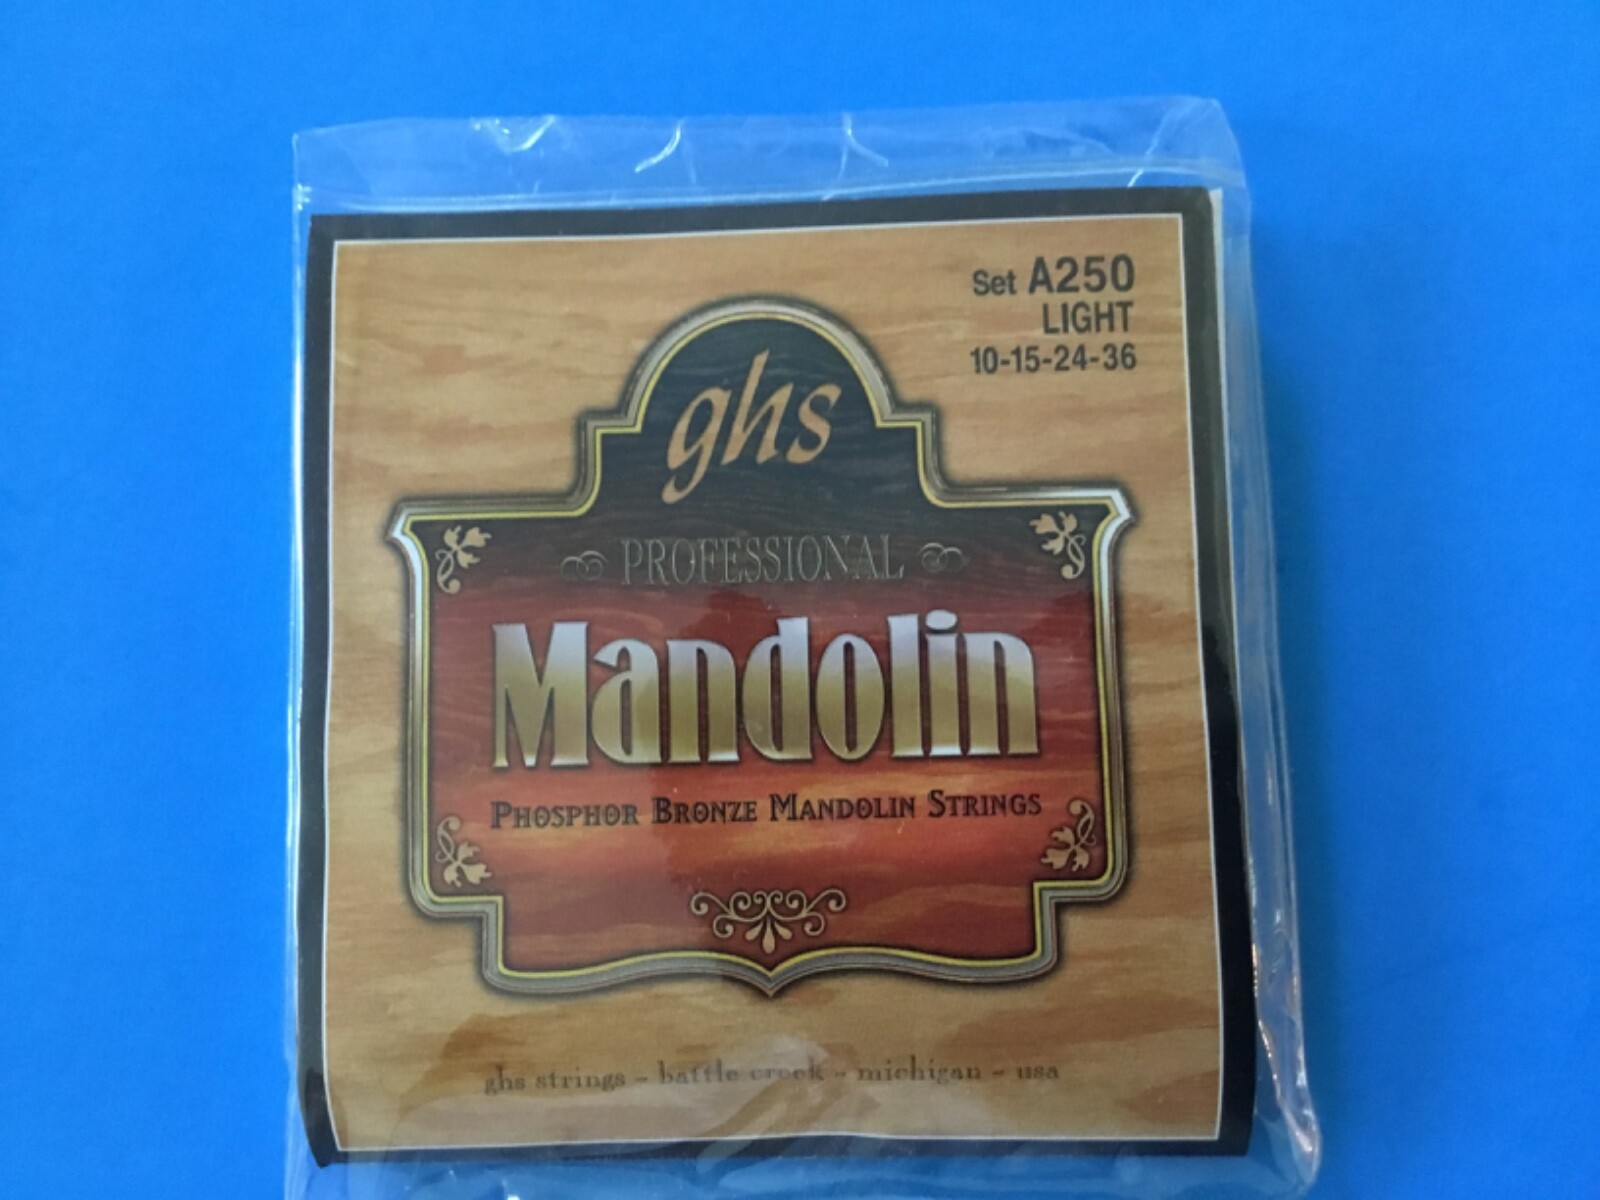 Set A250
LIGHT
10-15-24-36
ghs
PROFESSIONAL
Mandolin
PHOSPHOR BRONZE MANDOLIN STRINGS
ghs strings - battle creek - michigan - usa